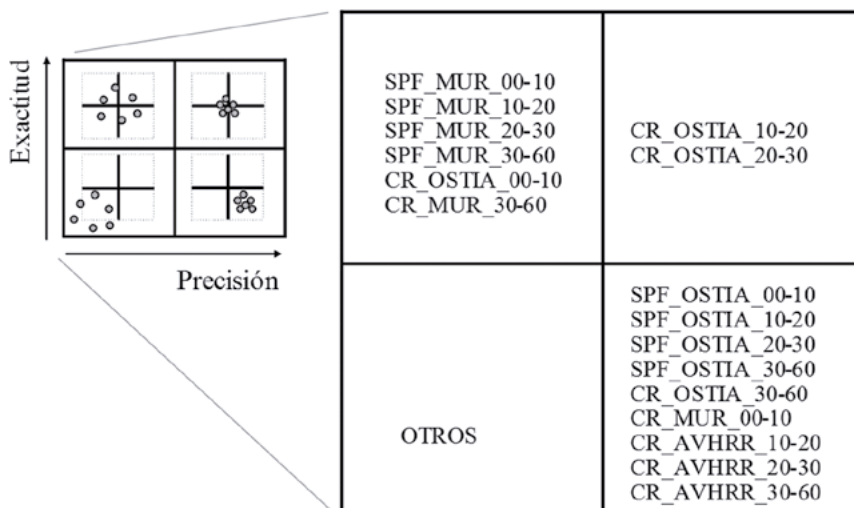 Exactitud
Precisión
SPF_MUR_00-10
SPF_MUR_10-20
SPF_MUR_20-30
SPF_MUR_30-60
CR_OSTIA_00-10
CR_MUR_30-60
CR_OSTIA_10-20
CR_OSTIA_20-30
OTROS
SPF_OSTIA_00-10
SPF_OSTIA_10-20
SPF_OSTIA_20-30
SPF_OSTIA_30-60
CR_OSTIA_30-60
CR_MUR_00-10
CR_AVHRR_10-20
CR_AVHRR_20-30
CR_AVHRR_30-60